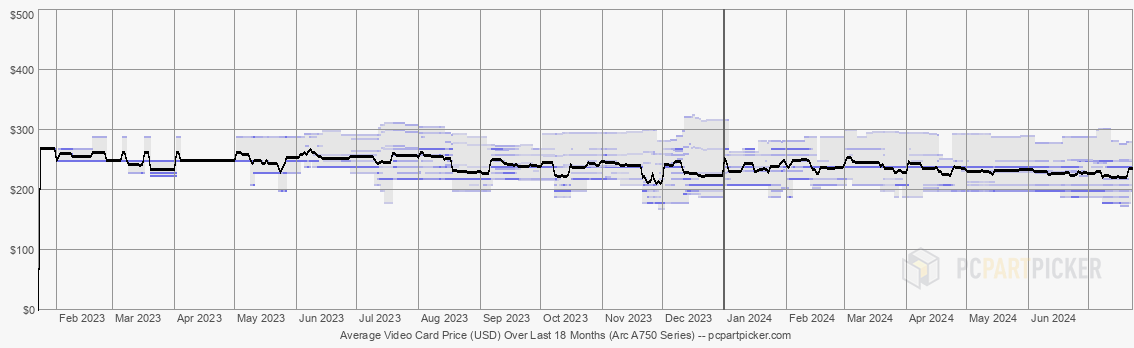 $500
$400
$300
$200
$100
$0
Feb 2023 Mar 2023 Apr 2023 May 2023 Jun 2023 Jul 2023 Aug 2023 Sep 2023 Oct 2023 Nov 2023 Dec 2023 Jan 2024 Feb 2024 Mar 2024 Apr 2024 May 2024 Jun 2024
Average Video Card Price (USD) Over Last 18 Months (Arc A750 Series) -- pcpartpicker.com
PCPARTPICKER